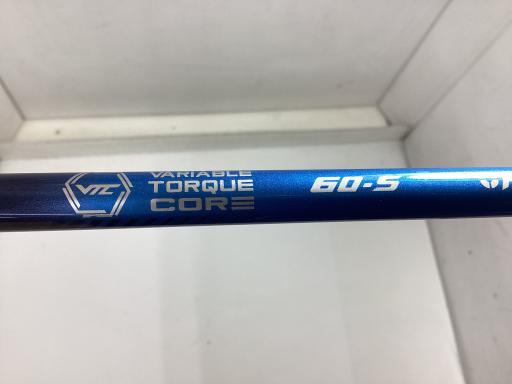 VTC
VARIABLE
TORQUE
CORE
60-S